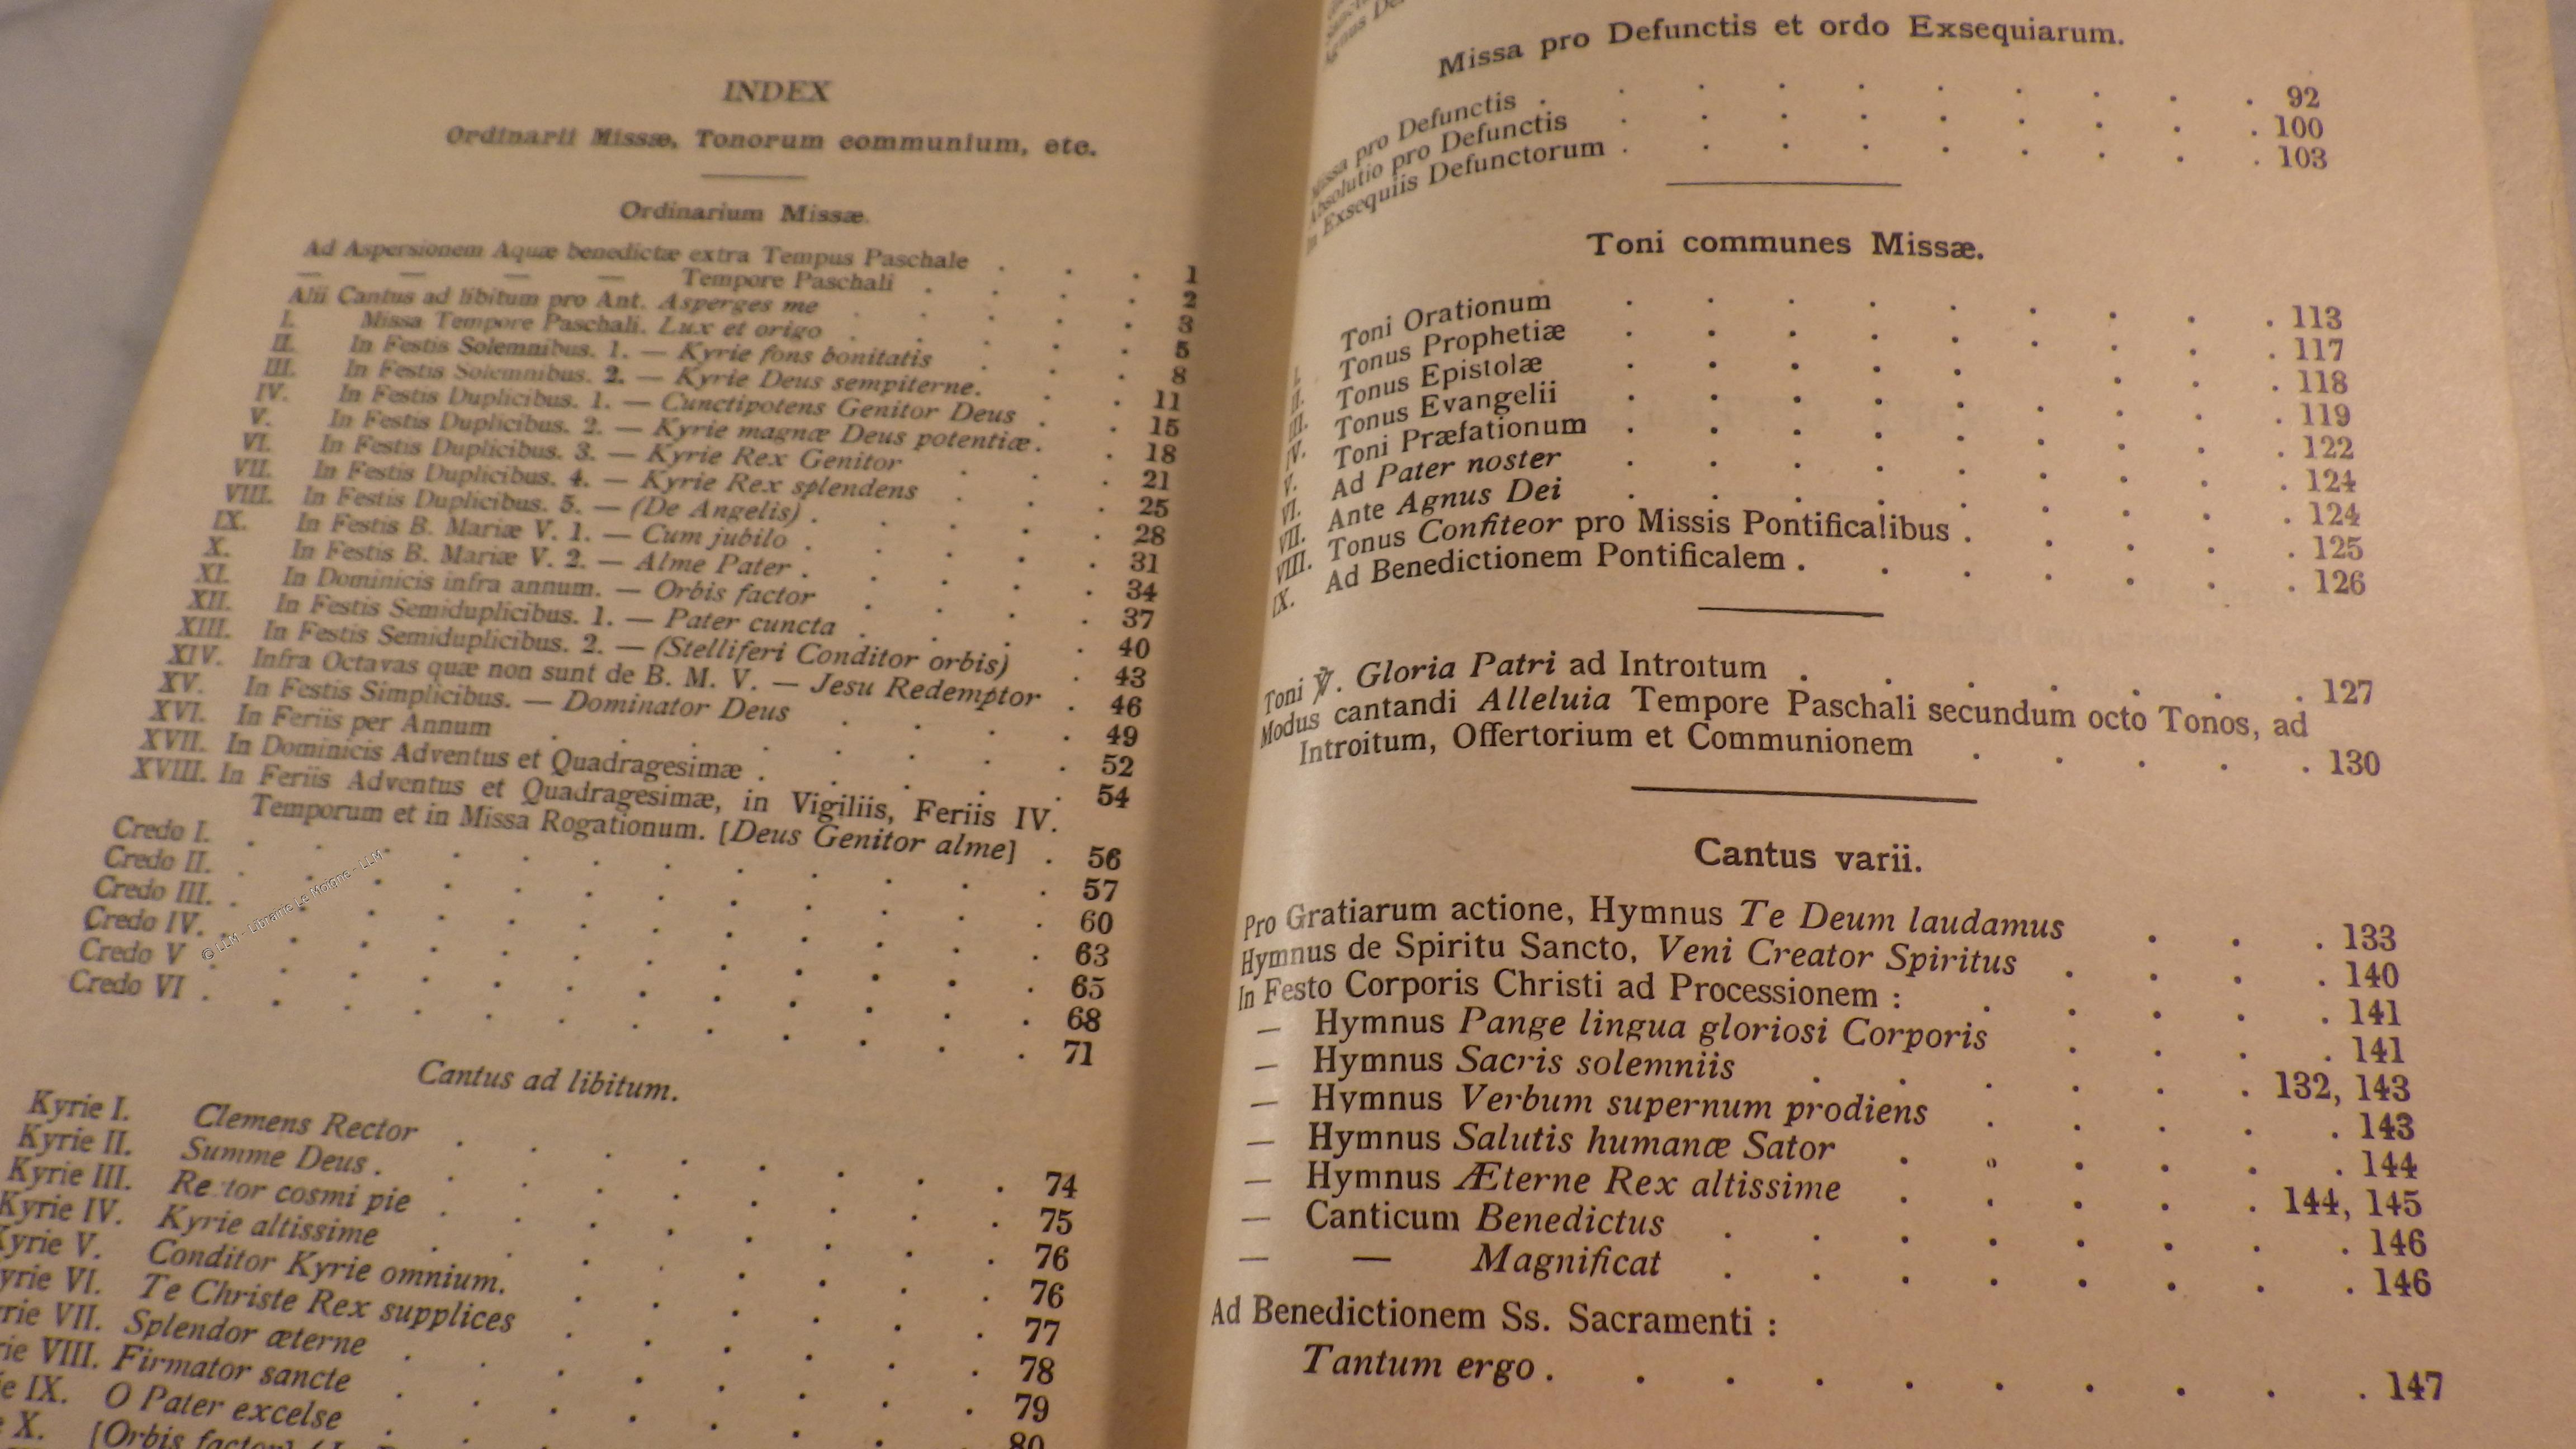 INDEX
Ordinarii Missæ, Tonorum communium, etc.
Ordinarium Missæ.
Ad Aspersionem Aquæ benedictæ extra Tempus Paschale . . . 1
— — — — Tempore Paschali . . . 2
Alii Cantus ad libitum pro Ant. Asperges me . . . 3
I. Missa Tempore Paschali. Lux et origo . . . 5
II. In Festis Solemnibus. 1. — Kyrie fons bonitatis . . . 8
III. In Festis Solemnibus. 2. — Kyrie Deus sempiterne. . . 11
IV. In Festis Duplicibus. 1. — Cunctipotens Genitor Deus . . 15
V. In Festis Duplicibus. 2. — Kyrie magnæ Deus potentiæ . . 18
VI. In Festis Duplicibus. 3. — Kyrie Rex Genitor . . . 21
VII. In Festis Duplicibus. 4. — Kyrie Rex splendens . . . 25
VIII. In Festis Duplicibus. 5. — (De Angelis) . . . 28
IX. In Festis B. Mariæ V. 1. — Cum jubilo . . . 31
X. In Festis B. Mariæ V. 2. — Alme Pater . . . 34
XI. In Dominicis infra annum. — Orbis factor . . . 37
XII. In Festis Semiduplicibus. 1. — Pater cuncta . . . 40
XIII. In Festis Semiduplicibus. 2. — (Stelliferi Conditor orbis) . 43
XIV. Infra Octavas quæ non sunt de B. M. V. — Jesu Redemptor . 46
XV. In Festis Simplicibus. — Dominator Deus . . . 49
XVI. In Feriis per Annum . . . 52
XVII. In Dominicis Adventus et Quadragesimæ . . . 54
XVIII. In Feriis Adventus et Quadragesimæ, in Vigiliis, Feriis IV.
Temporum et in Missa Rogationum. [Deus Genitor alme] . 56
Credo I. . . . 57
Credo II. . . . 60
Credo III. . . . 63
Credo IV. . . . 65
Credo V . . . 68
Credo VI . . . 71
Cantus ad libitum.
Kyrie I. Clemens Rector . . . 74
Kyrie II. Summe Deus . . . 75
Kyrie III. Rector cosmi pie . . . 76
Kyrie IV. Kyrie altissime . . . 76
Kyrie V. Conditor Kyrie omnium. . . . 77
yrie VI. Te Christe Rex supplices . . . 78
rie VII. Splendor æterne . . . 79
ie VIII. Firmator sancte . . . 80
e IX. O Pater excelse
X. [Orbis factor]
© LLM - Librairie Le Moigne - LLM
Missa pro Defunctis et ordo Exsequiarum.
Missa pro Defunctis . . . 92
Absolutio pro Defunctis . . . 100
In Exsequiis Defunctorum . . . 103
Toni communes Missæ.
I. Toni Orationum . . . 113
II. Tonus Prophetiæ . . . 117
III. Tonus Epistolæ . . . 118
IV. Tonus Evangelii . . . 119
V. Toni Præfationum . . . 122
VI. Ad Pater noster . . . 124
VII. Ante Agnus Dei . . . 124
VIII. Tonus Confiteor pro Missis Pontificalibus . . . 125
IX. Ad Benedictionem Pontificalem . . . 126
Toni ℣. Gloria Patri ad Introitum . . . 127
Modus cantandi Alleluia Tempore Paschali secundum octo Tonos, ad
Introitum, Offertorium et Communionem . . . 130
Cantus varii.
Pro Gratiarum actione, Hymnus Te Deum laudamus . . . 133
Hymnus de Spiritu Sancto, Veni Creator Spiritus . . . 140
In Festo Corporis Christi ad Processionem : . . . 141
— Hymnus Pange lingua gloriosi Corporis . . . 141
— Hymnus Sacris solemniis . . . 132, 143
— Hymnus Verbum supernum prodiens . . . 143
— Hymnus Salutis humanæ Sator . . . 144
— Hymnus Æterne Rex altissime . . . 144, 145
— Canticum Benedictus . . . 146
— — Magnificat . . . 146
Ad Benedictionem Ss. Sacramenti :
Tantum ergo . . . 147